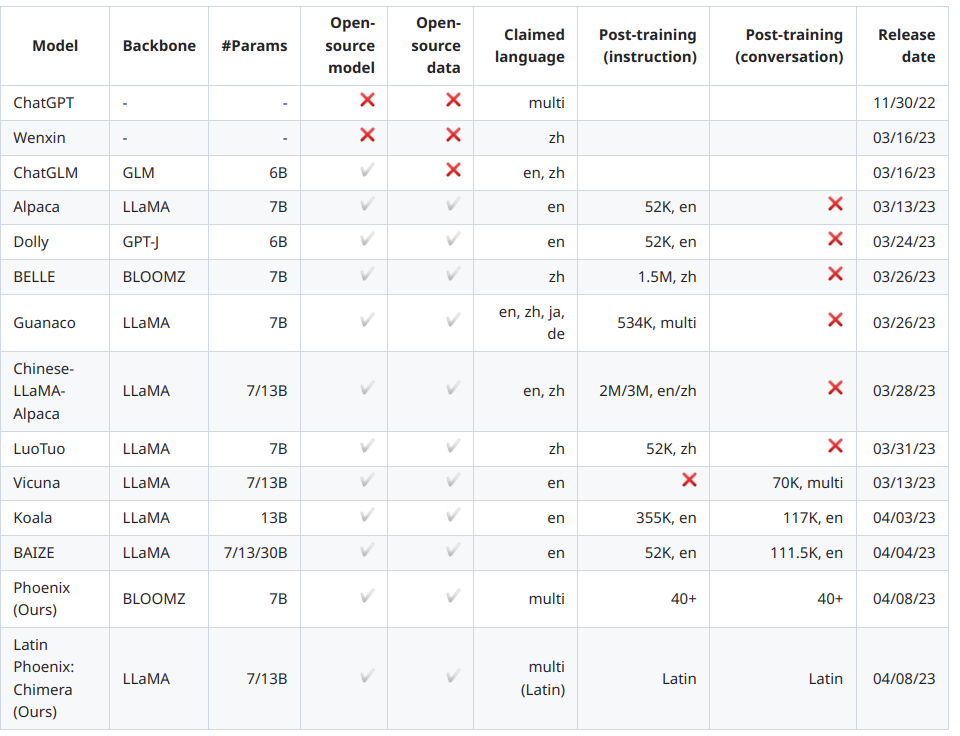 Model Backbone #Params Open-source model Open-source data Claimed language Post-training (instruction) Post-training (conversation) Release date
ChatGPT - - ❌ ❌ multi 11/30/22
Wenxin - - ❌ ❌ zh 03/16/23
ChatGLM GLM 6B ✔ ❌ en, zh 03/16/23
Alpaca LLaMA 7B ✔ ✔ en 52K, en ❌ 03/13/23
Dolly GPT-J 6B ✔ ✔ en 52K, en ❌ 03/24/23
BELLE BLOOMZ 7B ✔ ✔ zh 1.5M, zh ❌ 03/26/23
Guanaco LLaMA 7B ✔ ✔ en, zh, ja, de 534K, multi ❌ 03/26/23
Chinese-LLaMA-Alpaca LLaMA 7/13B ✔ ✔ en, zh 2M/3M, en/zh ❌ 03/28/23
LuoTuo LLaMA 7B ✔ ✔ zh 52K, zh ❌ 03/31/23
Vicuna LLaMA 7/13B ✔ ✔ en ❌ 70K, multi 03/13/23
Koala LLaMA 13B ✔ ✔ en 355K, en 117K, en 04/03/23
BAIZE LLaMA 7/13/30B ✔ ✔ en 52K, en 111.5K, en 04/04/23
Phoenix (Ours) BLOOMZ 7B ✔ ✔ multi 40+ 40+ 04/08/23
Latin Phoenix: Chimera (Ours) LLaMA 7/13B ✔ ✔ multi (Latin) Latin Latin 04/08/23